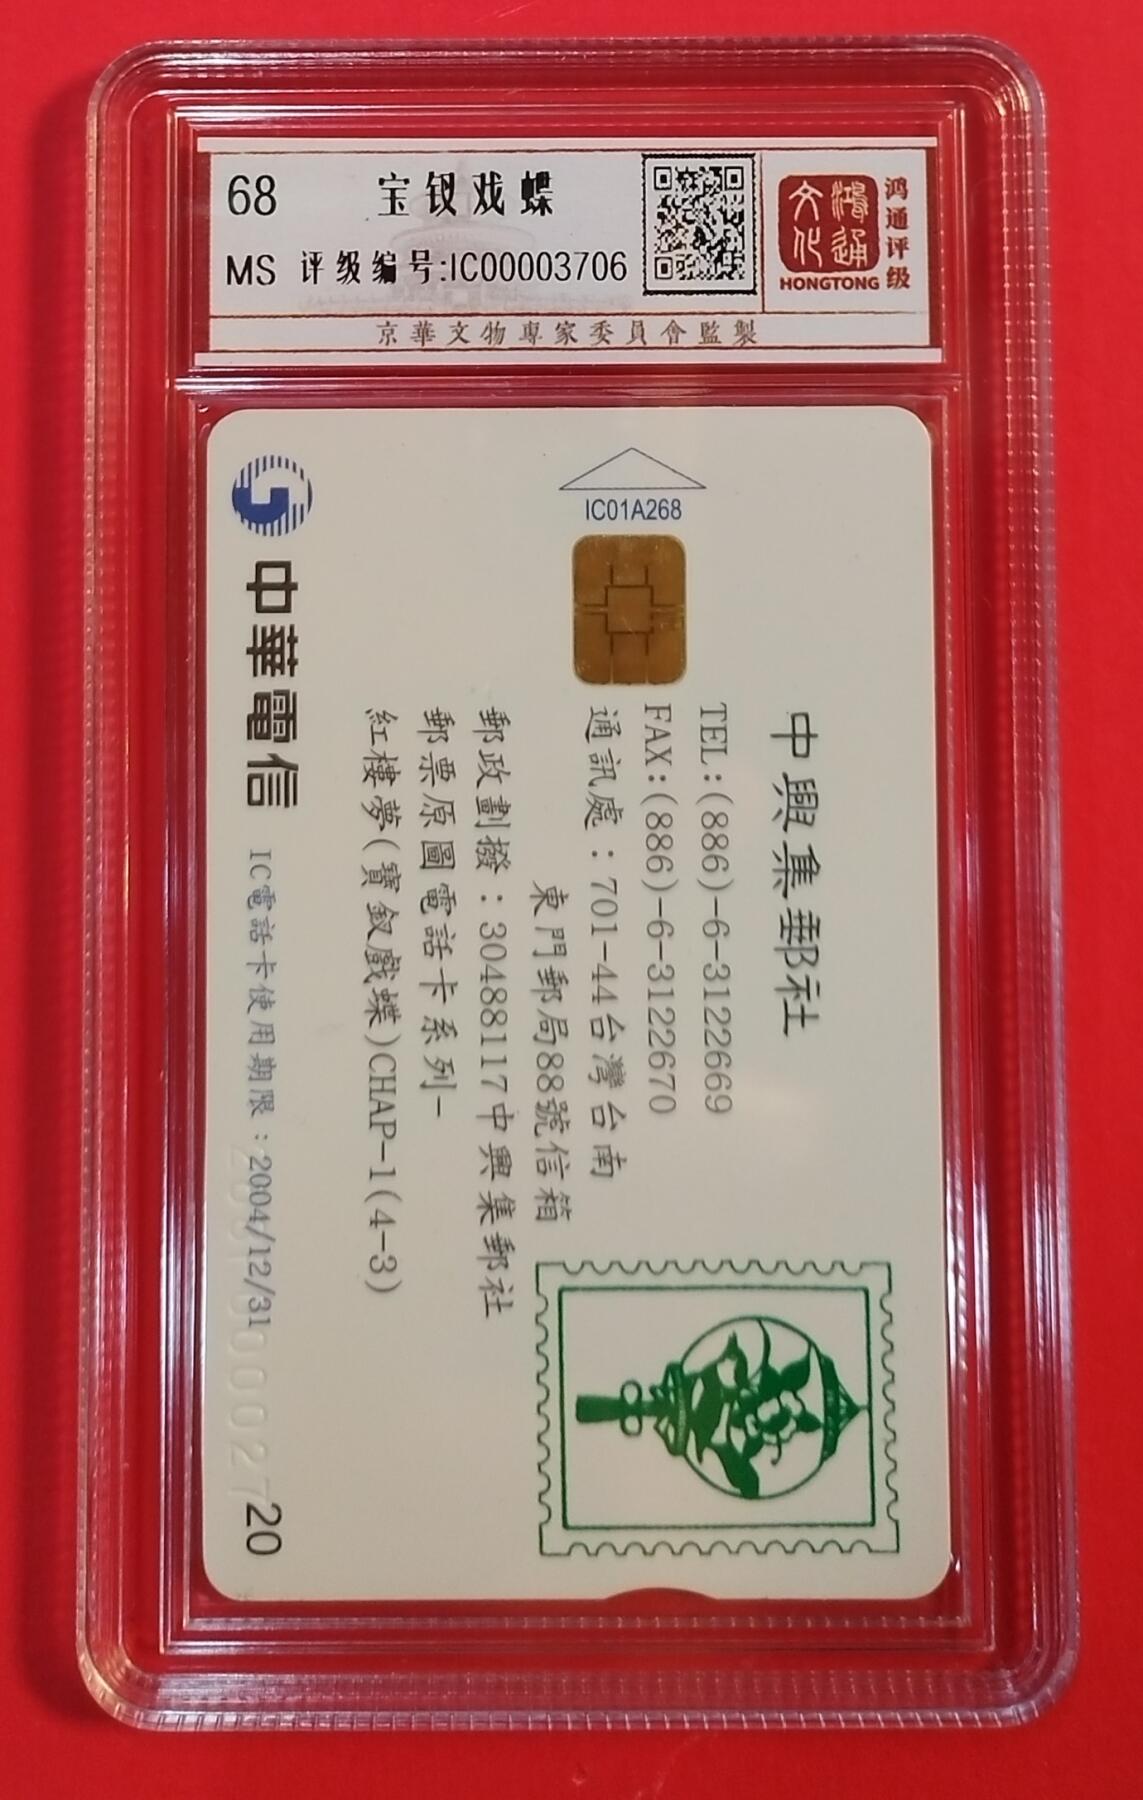 68 宝钗戏蝶
MS 评级编号:IC00003706
鸿通文化
HONGTONG
鸿通评级
京華文物專家委員會監製
IC01A268
中興集郵社
TEL:(886)-6-3122669
FAX:(886)-6-3122670
通訊處:701-44台灣台南
東門郵局88號信箱
郵政劃撥:30488117中興集郵社
郵票原圖電話卡系列-
紅樓夢(寶釵戲蝶)CHAP-1(4-3)
中華電信 IC電話卡使用期限:2004/12/31
20